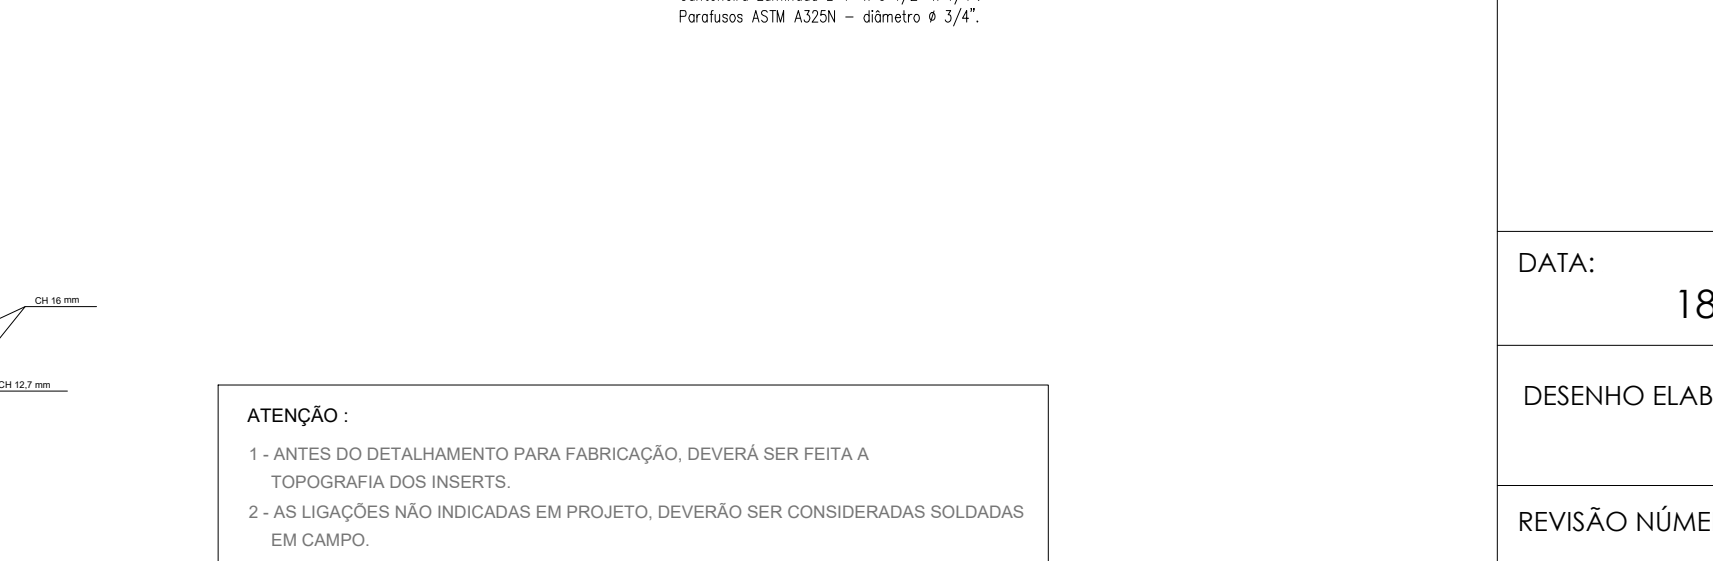 Parafusos ASTM A325N – diâmetro ø 3/4”.
DATA:
18
CH 16 mm
CH 12,7 mm
DESENHO ELAB
ATENÇÃO :
1 - ANTES DO DETALHAMENTO PARA FABRICAÇÃO, DEVERÁ SER FEITA A
TOPOGRAFIA DOS INSERTS.
2 - AS LIGAÇÕES NÃO INDICADAS EM PROJETO, DEVERÃO SER CONSIDERADAS SOLDADAS
EM CAMPO.
REVISÃO NÚME